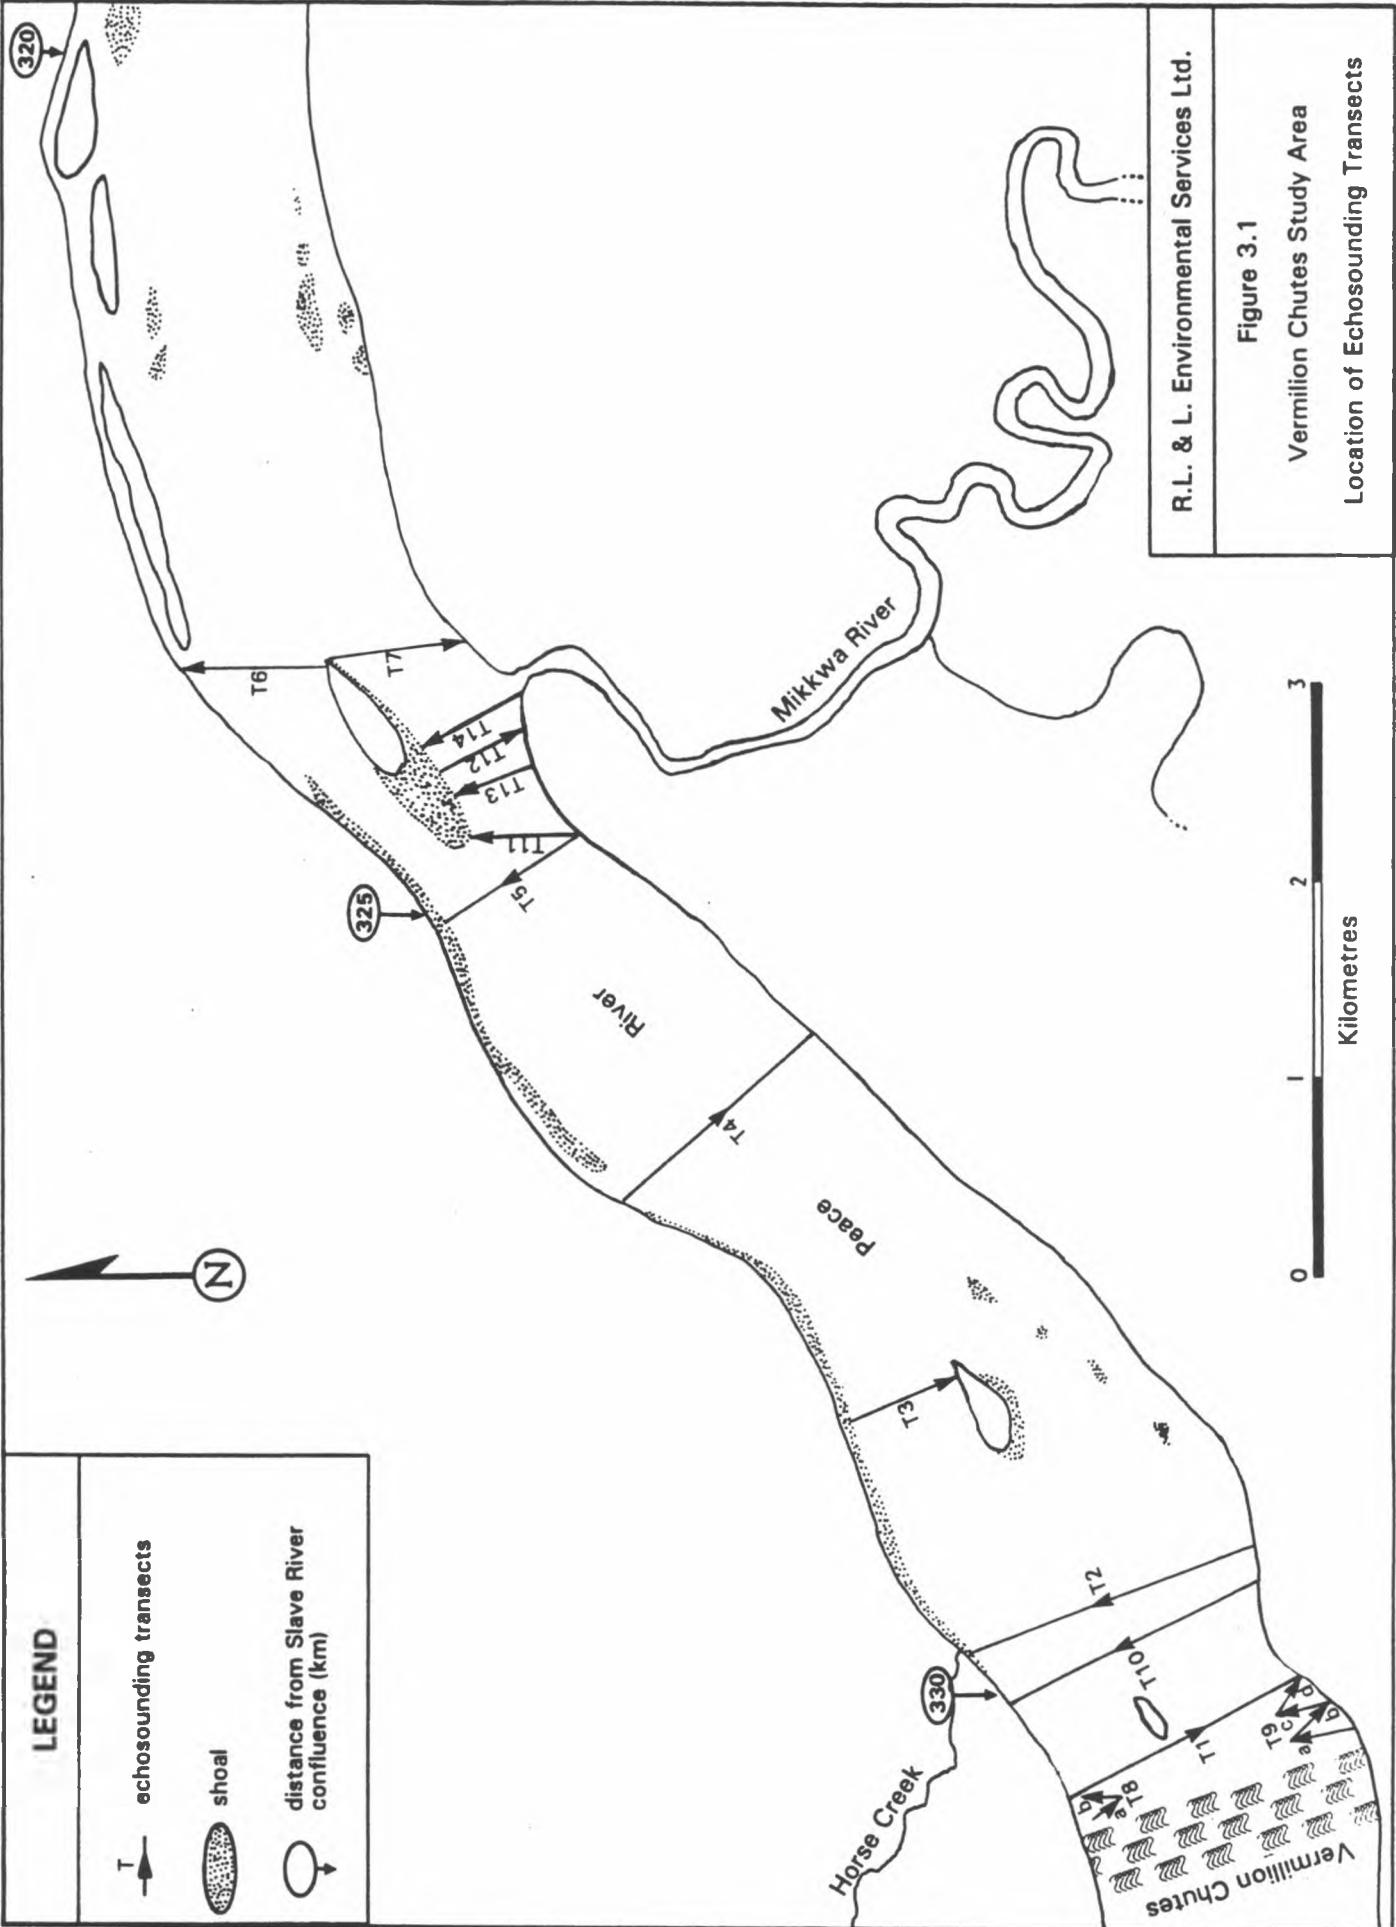 LEGEND
T
echosounding transects
shoal
distance from Slave River
confluence (km)
N
320
325
330
T6
T7
T14
T12
T13
T11
T5
River
T4
Peace
T3
T2
T10
T1
T9
a
b
c
d
T8
a
b
Horse Creek
Vermillion Chutes
Mikkwa River
0
1
2
3
Kilometres
R.L. & L. Environmental Services Ltd.
Figure 3.1
Vermilion Chutes Study Area
Location of Echosounding Transects